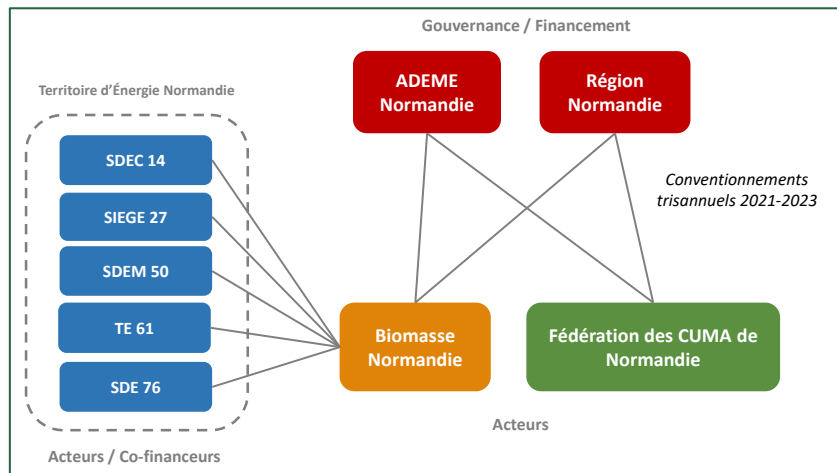 Gouvernance / Financement
ADEME
Normandie
Région
Normandie
Territoire d'Énergie Normandie
SDEC 14
SIEGE 27
SDEM 50
TE 61
SDE 76
Conventionnements
trisannuels 2021-2023
Biomasse
Normandie
Fédération des CUMA de
Normandie
Acteurs
Acteurs / Co-financeurs